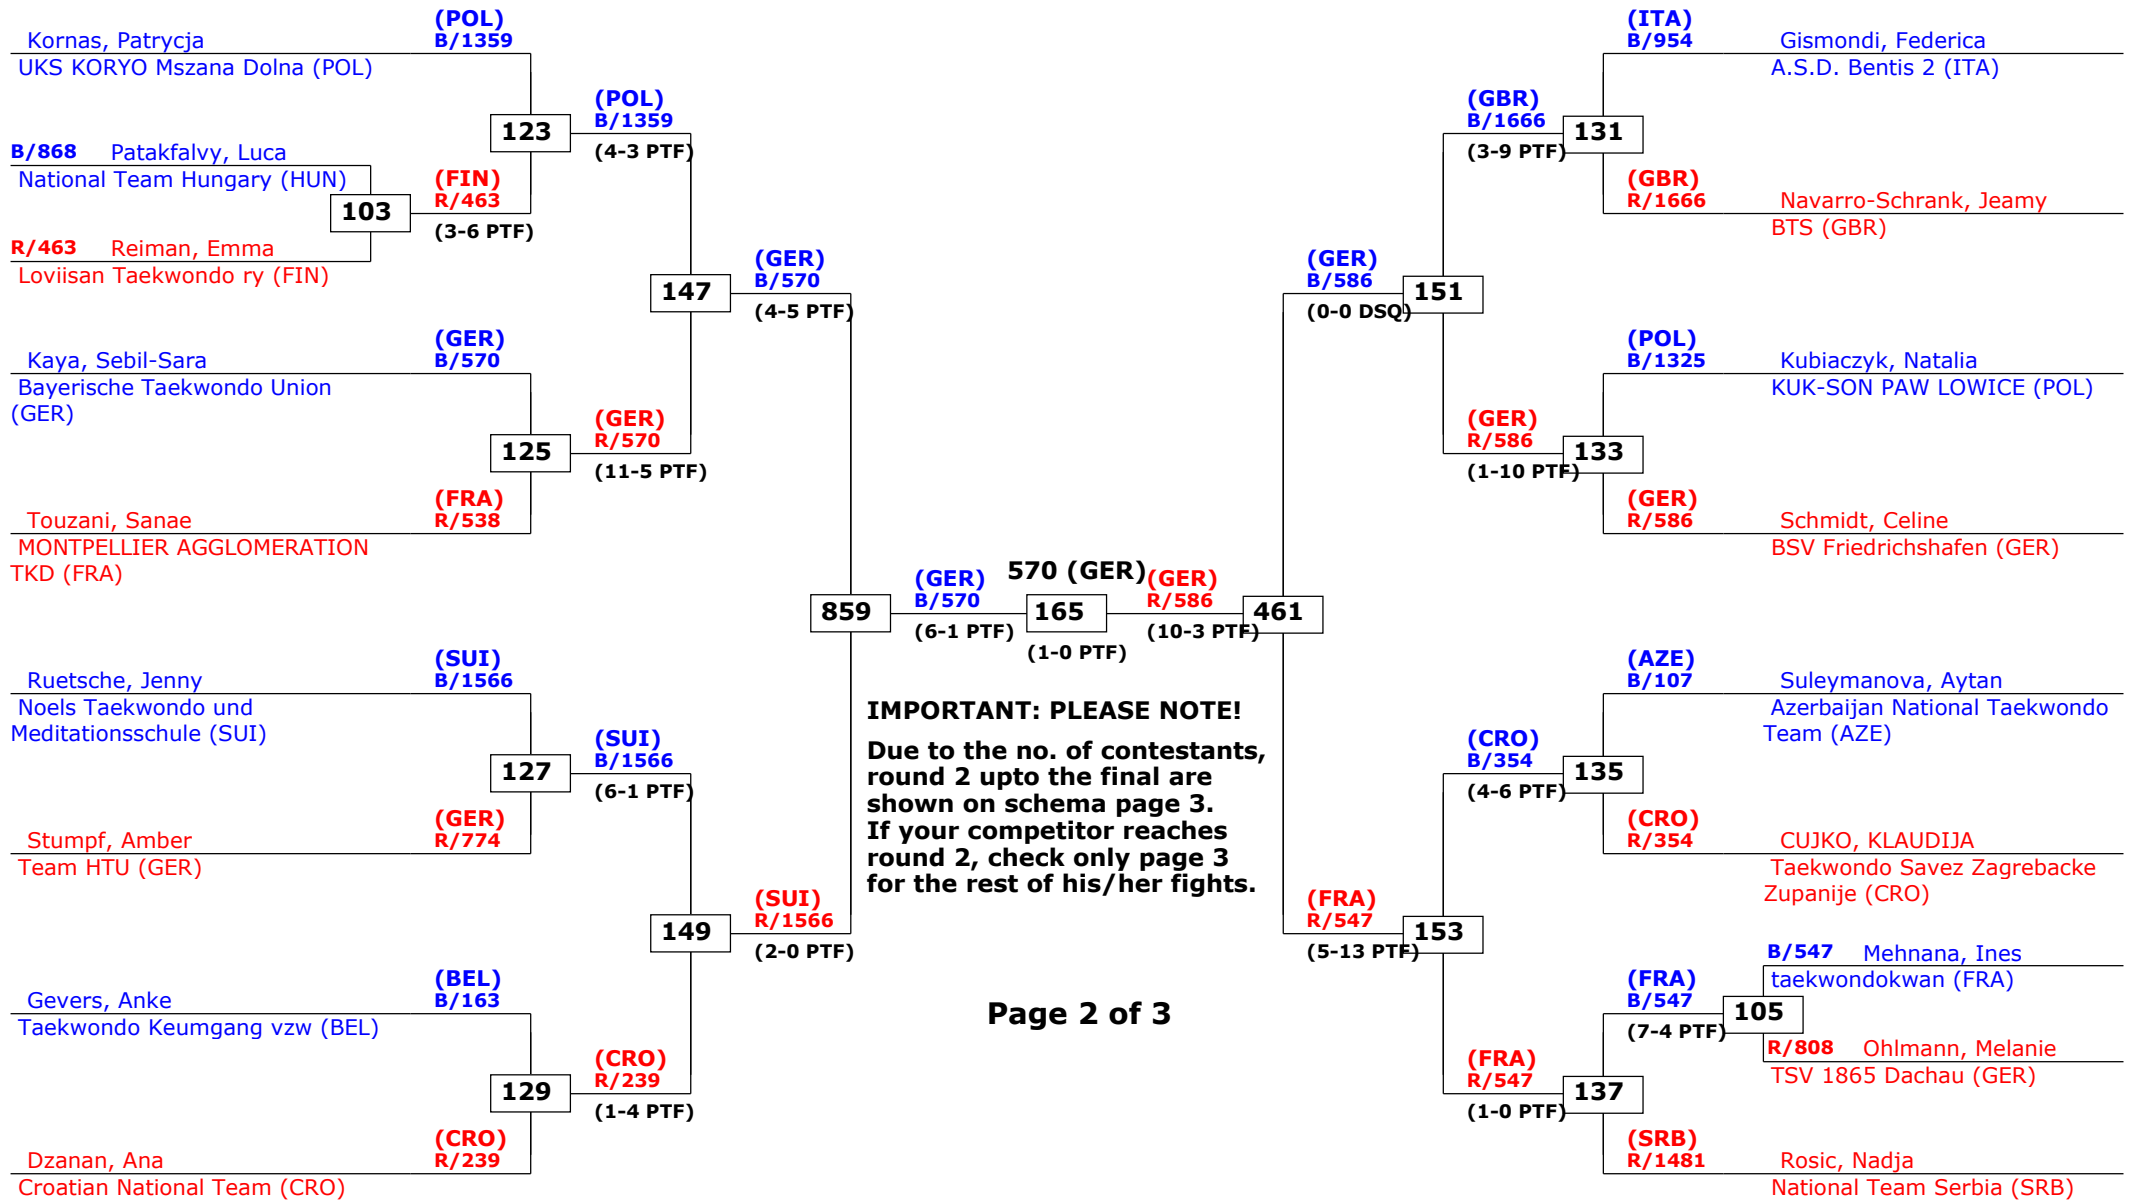 (POL)
Kornas, Patrycja B/1359
UKS KORYO Mszana Dolna (POL)
(POL)
B/1359
123
(4-3 PTF)
B/868 Patakfalvy, Luca
National Team Hungary (HUN)
(FIN)
R/463
103
(3-6 PTF)
R/463 Reiman, Emma
Loviisan Taekwondo ry (FIN)
(GER)
B/570
147
(4-5 PTF)
(GER)
Kaya, Sebil-Sara B/570
Bayerische Taekwondo Union
(GER)
(GER)
R/570
125
(11-5 PTF)
(FRA)
Touzani, Sanae R/538
MONTPELLIER AGGLOMERATION
TKD (FRA)
859
(GER)
B/570
(6-1 PTF)
570 (GER)
165
(1-0 PTF)
(GER)
R/586
(10-3 PTF)
461
(SUI)
Ruetsche, Jenny B/1566
Noels Taekwondo und
Meditationsschule (SUI)
(SUI)
B/1566
127
(6-1 PTF)
(GER)
Stumpf, Amber R/774
Team HTU (GER)
(SUI)
R/1566
149
(2-0 PTF)
(BEL)
Gevers, Anke B/163
Taekwondo Keumgang vzw (BEL)
(CRO)
R/239
129
(1-4 PTF)
(CRO)
Dzanan, Ana R/239
Croatian National Team (CRO)
IMPORTANT: PLEASE NOTE!
Due to the no. of contestants,
round 2 upto the final are
shown on schema page 3.
If your competitor reaches
round 2, check only page 3
for the rest of his/her fights.
Page 2 of 3
(ITA)
B/954 Gismondi, Federica
A.S.D. Bentis 2 (ITA)
(GBR)
B/1666
131
(3-9 PTF)
(GBR)
R/1666 Navarro-Schrank, Jeamy
BTS (GBR)
(GER)
B/586
151
(0-0 DSQ)
(POL)
B/1325 Kubiaczyk, Natalia
KUK-SON PAW LOWICE (POL)
(GER)
R/586
133
(1-10 PTF)
(GER)
R/586 Schmidt, Celine
BSV Friedrichshafen (GER)
(AZE)
B/107 Suleymanova, Aytan
Azerbaijan National Taekwondo
Team (AZE)
(CRO)
B/354
135
(4-6 PTF)
(CRO)
R/354 CUJKO, KLAUDIJA
Taekwondo Savez Zagrebacke
Zupanije (CRO)
(FRA)
R/547
153
(5-13 PTF)
B/547 Mehnana, Ines
taekwondokwan (FRA)
(FRA)
B/547
105
(7-4 PTF)
R/808 Ohlmann, Melanie
TSV 1865 Dachau (GER)
(FRA)
R/547
137
(1-0 PTF)
(SRB)
R/1481 Rosic, Nadja
National Team Serbia (SRB)